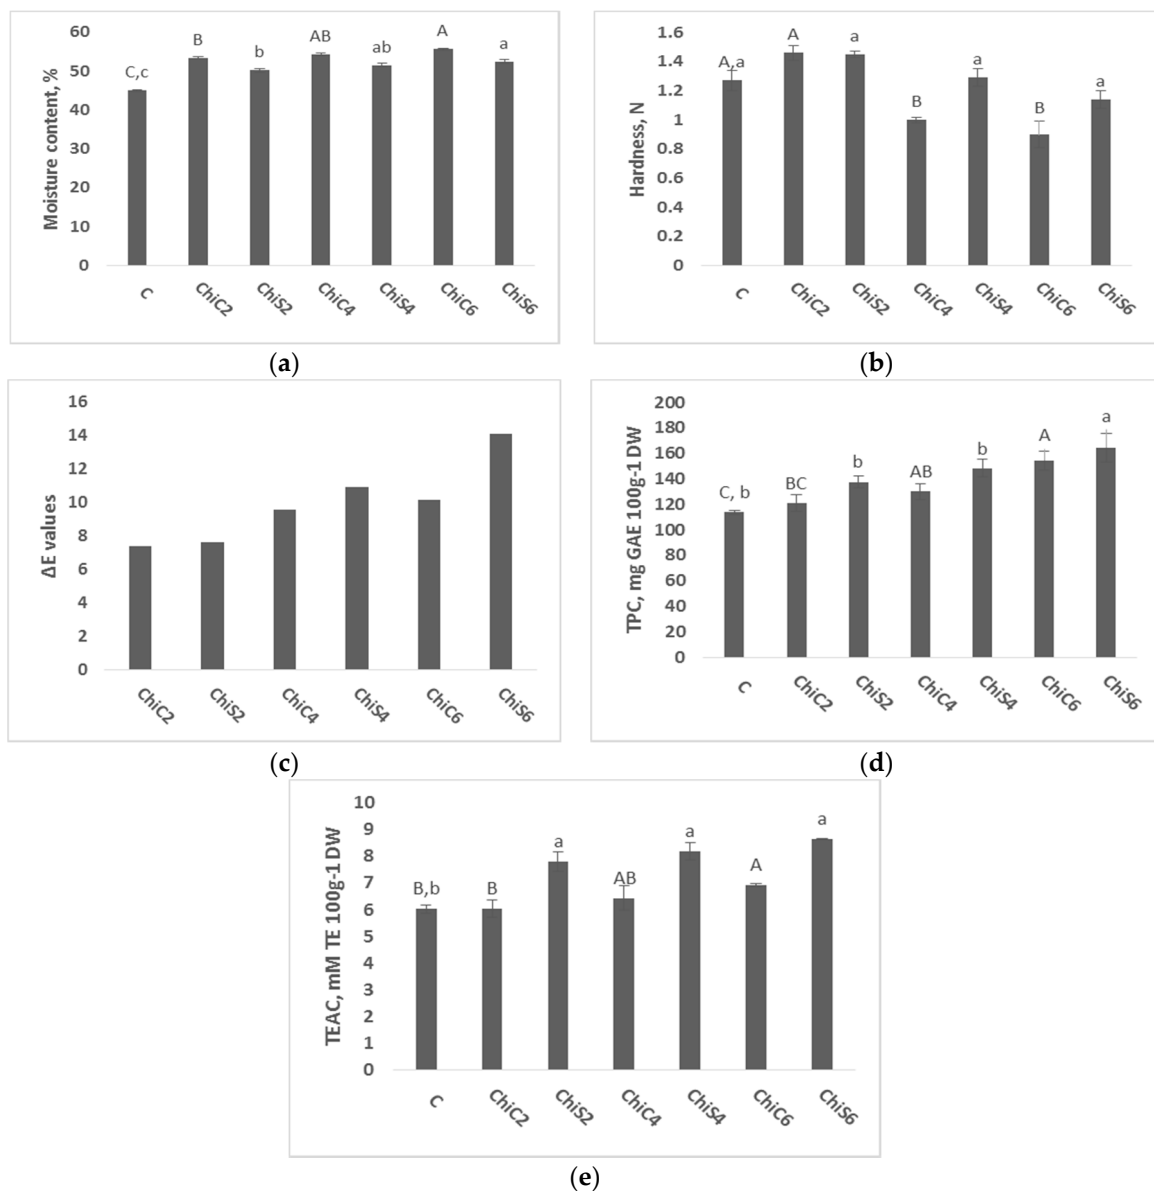 Moisture content, %
60
50
40
30
20
10
0
C,c
B
b
AB
ab
A
a
C
ChiC2
ChiS2
ChiC4
ChiS4
ChiC6
ChiS6
(a)
Hardness, N
1.6
1.4
1.2
1
0.8
0.6
0.4
0.2
0
A,a
A
a
B
a
B
a
C
ChiC2
ChiS2
ChiC4
ChiS4
ChiC6
ChiS6
(b)
ΔE values
16
14
12
10
8
6
4
2
0
ChiC2
ChiS2
ChiC4
ChiS4
ChiC6
ChiS6
(c)
TPC, mg GAE 100g-1 DW
200
180
160
140
120
100
80
60
40
20
0
C, b
BC
b
AB
b
A
a
C
ChiC2
ChiS2
ChiC4
ChiS4
ChiC6
ChiS6
(d)
TEAC, mM TE 100g-1 DW
10
9
8
7
6
5
4
3
2
1
0
B,b
B
a
AB
a
A
a
C
ChiC2
ChiS2
ChiC4
ChiS4
ChiC6
ChiS6
(e)